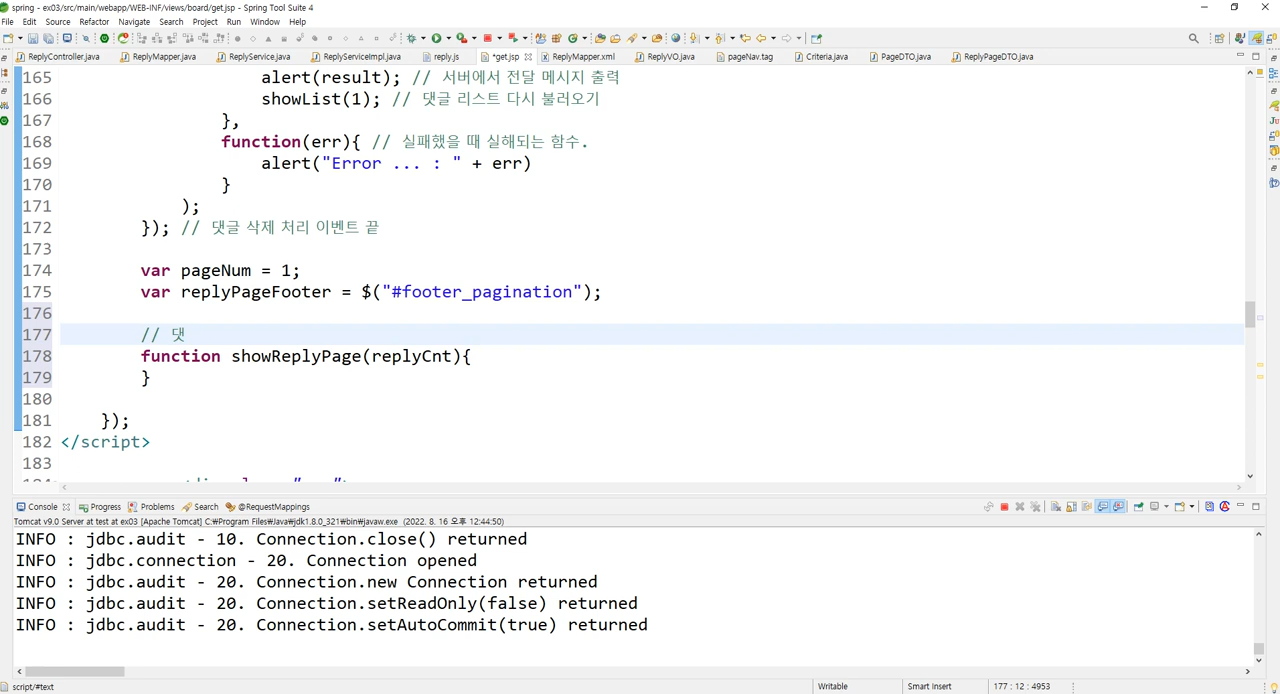 spring - ex03/src/main/webapp/WEB-INF/views/board/get.jsp - Spring Tool Suite 4
File Edit Source Refactor Navigate Search Project Run Window Help
ReplyController.java ReplyMapper.java ReplyService.java ReplyServiceImpl.java reply.js *get.jsp ReplyMapper.xml ReplyVO.java pageNav.tag Criteria.java PageDTO.java ReplyPageDTO.java
165 alert(result); // 서버에서 전달 메시지 출력
166 showList(1); // 댓글 리스트 다시 불러오기
167 },
168 function(err){ // 실패했을 때 실해되는 함수.
169 alert("Error ... : " + err)
170 }
171 );
172 }); // 댓글 삭제 처리 이벤트 끝
173
174 var pageNum = 1;
175 var replyPageFooter = $("#footer_pagination");
176
177 // 댓
178 function showReplyPage(replyCnt){
179 }
180
181 });
182 </script>
183
Console Progress Problems Search @RequestMappings
Tomcat v9.0 Server at test at ex03 [Apache Tomcat] C:₩Program Files₩Java₩jdk1.8.0_321₩bin₩javaw.exe (2022. 8. 16 오후 12:44:50)
INFO : jdbc.audit - 10. Connection.close() returned
INFO : jdbc.connection - 20. Connection opened
INFO : jdbc.audit - 20. Connection.new Connection returned
INFO : jdbc.audit - 20. Connection.setReadOnly(false) returned
INFO : jdbc.audit - 20. Connection.setAutoCommit(true) returned
script/#text Writable Smart Insert 177 : 12 : 4953